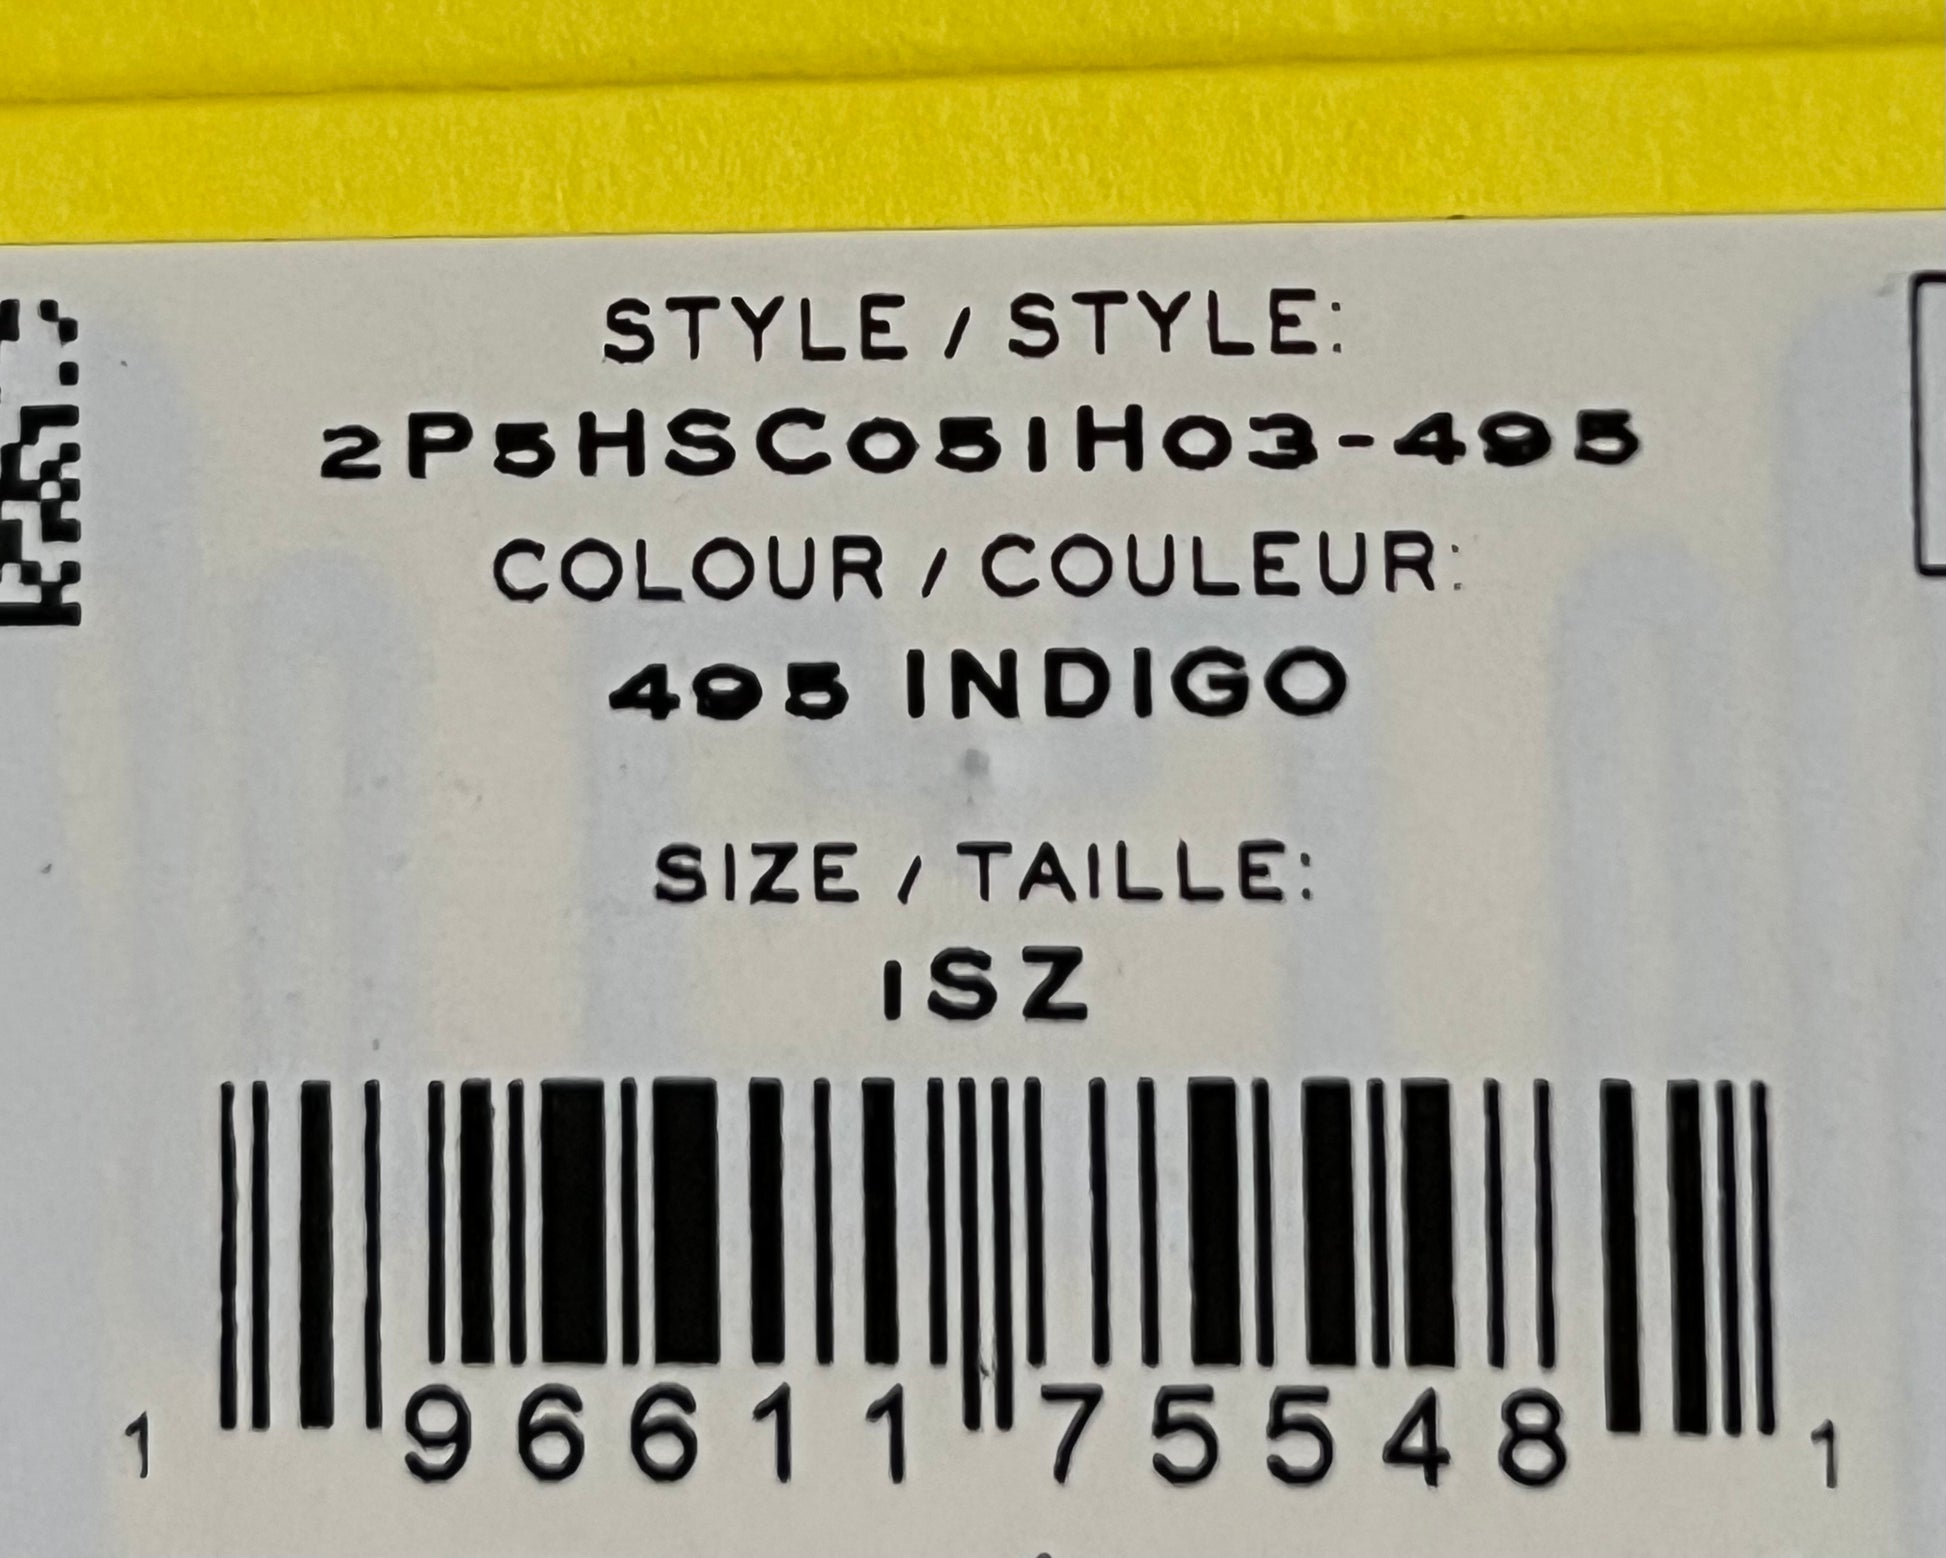 STYLE / STYLE:
2P5HSC051H03-495
COLOUR / COULEUR:
495 INDIGO
SIZE / TAILLE:
1SZ
1 96611 75548 1